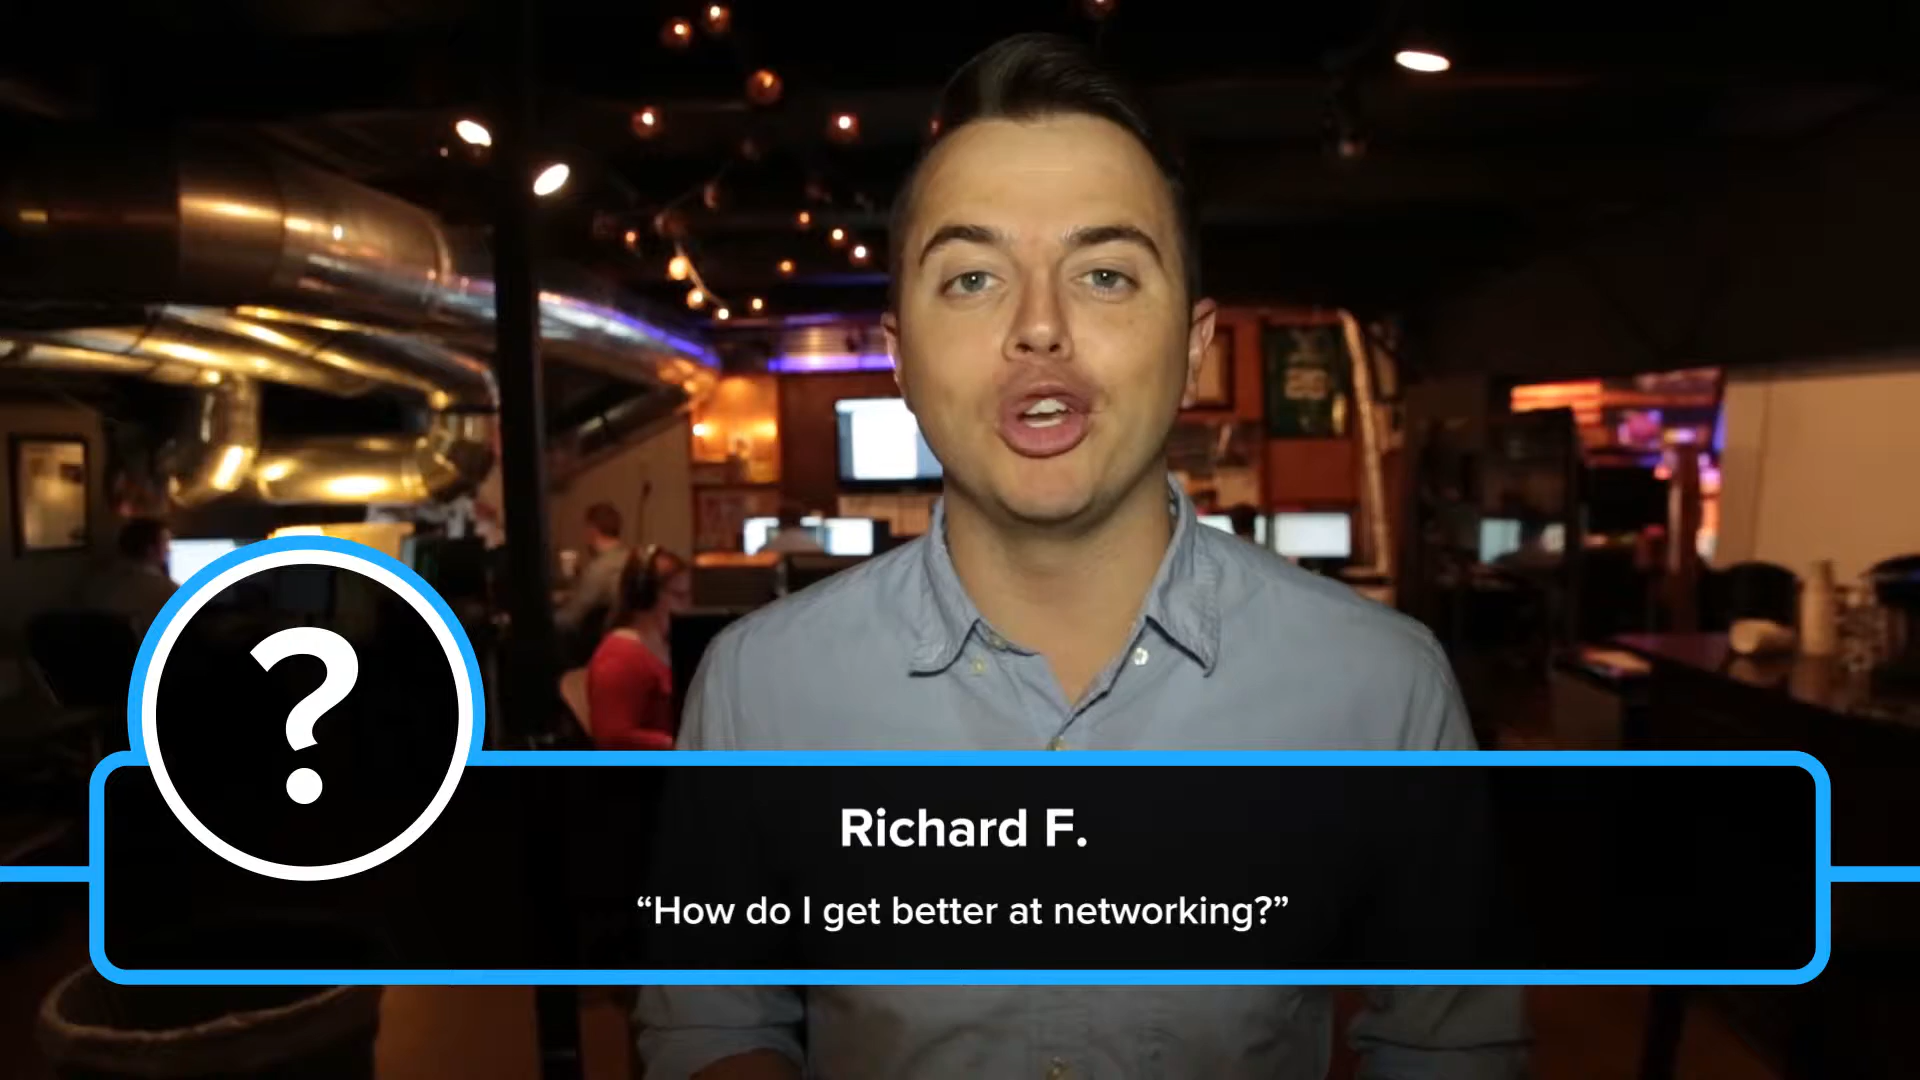 ?
Richard F.
“How do I get better at networking?”